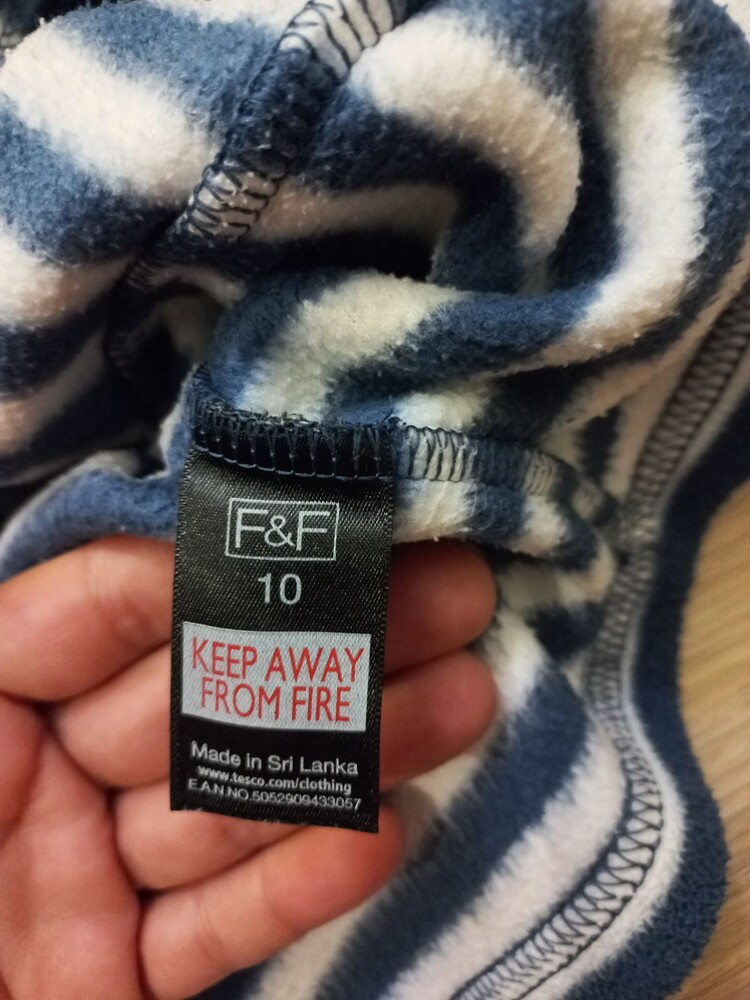 F&F
10
KEEP AWAY
FROM FIRE
Made in Sri Lanka
www.tesco.com/clothing
E.A.N.NO.5052909433057